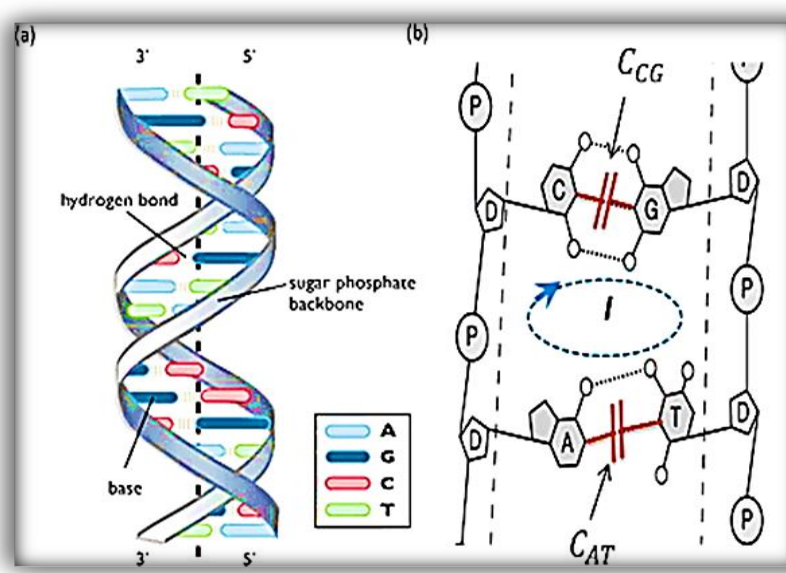 (a)
3' 5'
hydrogen bond
sugar phosphate
backbone
base
A
G
C
T
3' 5'
(b)
C_CG
P
P
C
G
D
D
I
P
P
A
T
D
D
P
C_AT